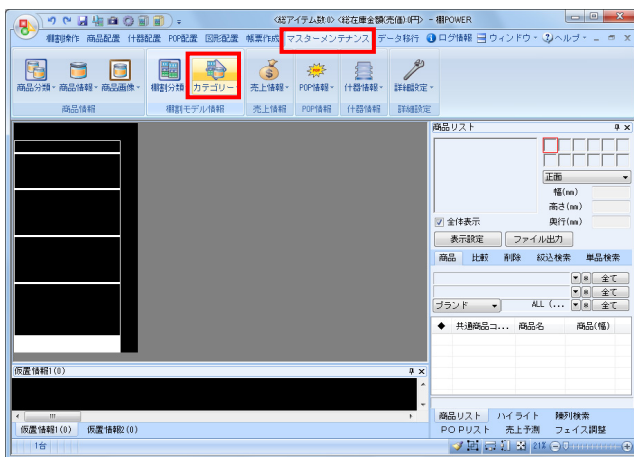 <総アイテム数:0> <総在庫金額(売価):0円> - 棚POWER
棚割操作 商品配置 什器配置 POP配置 図形配置 帳票作成 マスターメンテナンス データ移行 ログ情報 ウィンドウ ヘルプ
商品分類 商品情報 商品画像 棚割分類 カテゴリー 売上情報 POP情報 什器情報 詳細設定
商品情報 棚割モデル情報 売上情報 POP情報 什器情報 詳細設定
商品リスト
正面
幅(mm)
高さ(mm)
全体表示 奥行(mm)
表示設定 ファイル出力
商品 比較 削除 絞込検索 単品検索
全て
全て
ブランド ALL (... 全て
◆ 共通商品コ... 商品名 商品(幅)
仮置情報1(0)
仮置情報1(0) 仮置情報2(0)
商品リスト ハイライト 陳列検索
POPリスト 売上予測 フェイス調整
1台 21%